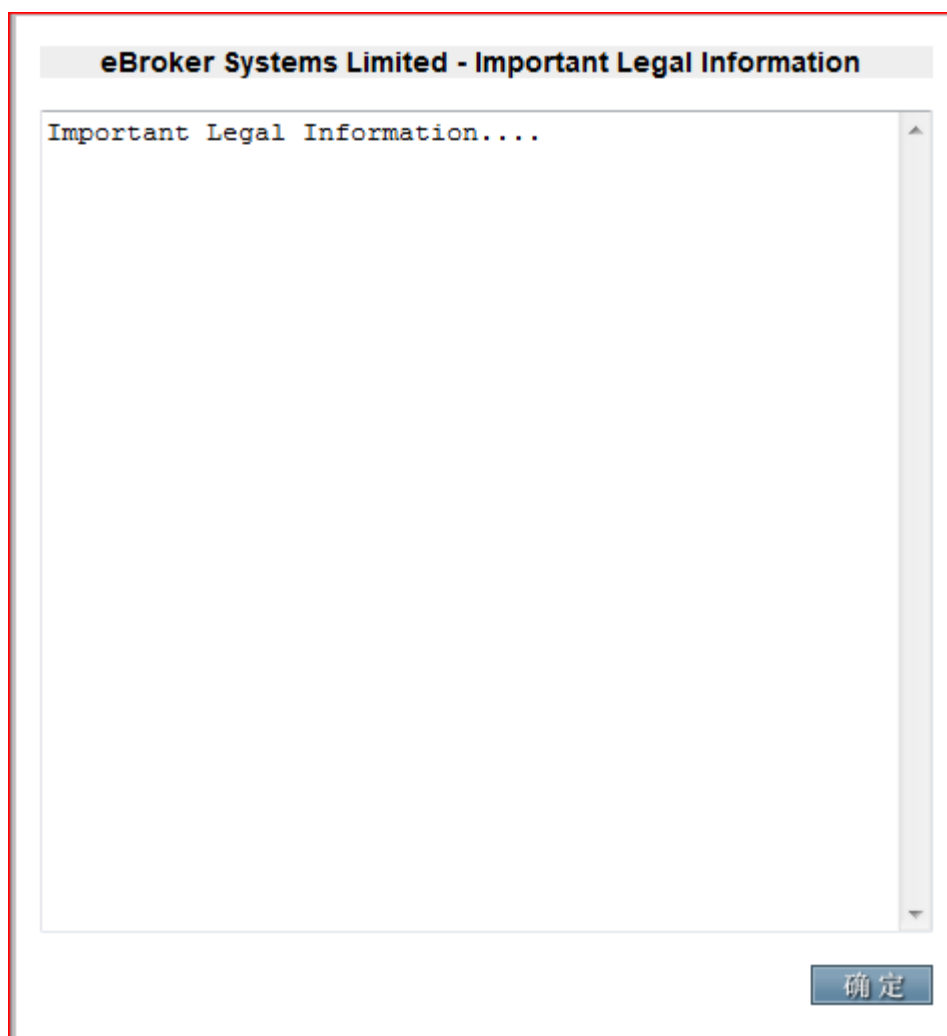 eBroker Systems Limited - Important Legal Information
Important Legal Information....
确定